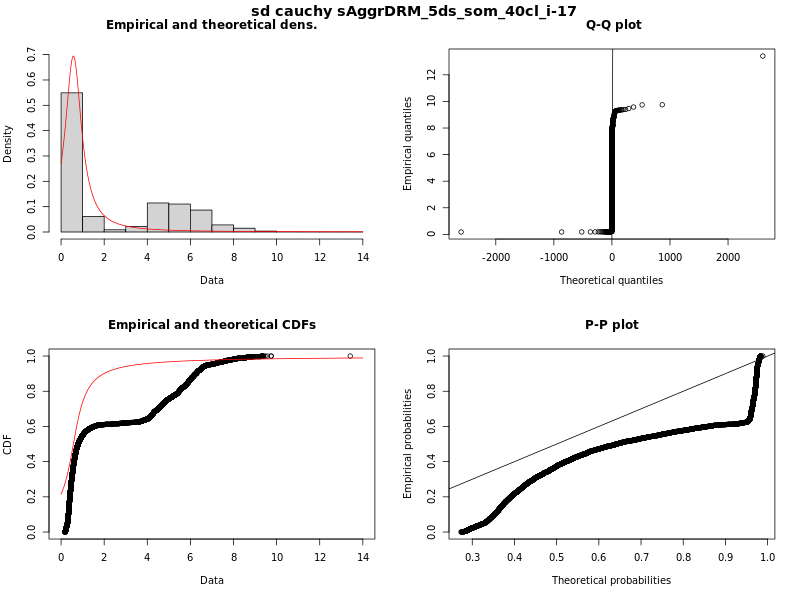 sd cauchy sAggrDRM_5ds_som_40cl_i-17
Empirical and theoretical dens.
Density
0.0 0.1 0.2 0.3 0.4 0.5 0.6 0.7
0 2 4 6 8 10 12 14
Data
Q-Q plot
Empirical quantiles
0 2 4 6 8 10 12
-2000 -1000 0 1000 2000
Theoretical quantiles
Empirical and theoretical CDFs
CDF
0.0 0.2 0.4 0.6 0.8 1.0
0 2 4 6 8 10 12 14
Data
P-P plot
Empirical probabilities
0.0 0.2 0.4 0.6 0.8 1.0
0.3 0.4 0.5 0.6 0.7 0.8 0.9 1.0
Theoretical probabilities